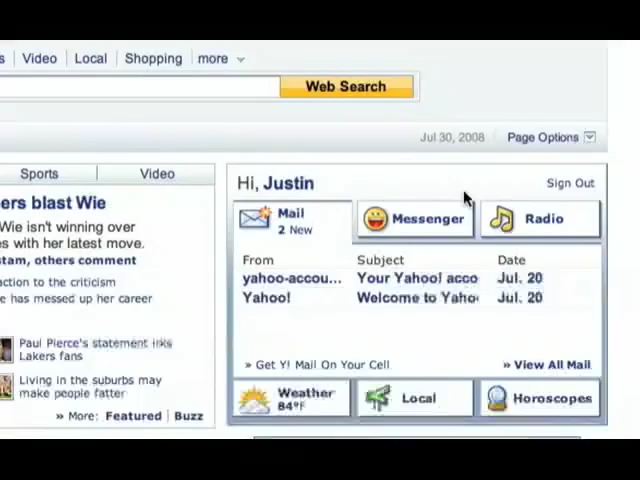 s | Video | Local | Shopping | more
Web Search
Jul 30, 2008 Page Options
Sports | Video
ers blast Wie
Wie isn't winning over
es with her latest move.
stam, others comment
action to the criticism
e has messed up her career
Paul Pierce's statement irks
Lakers fans
Living in the suburbs may
make people fatter
» More: Featured | Buzz
Hi, Justin Sign Out
Mail
2 New
Messenger
Radio
From Subject Date
yahoo-accou... Your Yahoo! acco Jul. 20
Yahoo! Welcome to Yaho Jul. 20
» Get Y! Mail On Your Cell » View All Mail
Weather
84°F
Local
Horoscopes